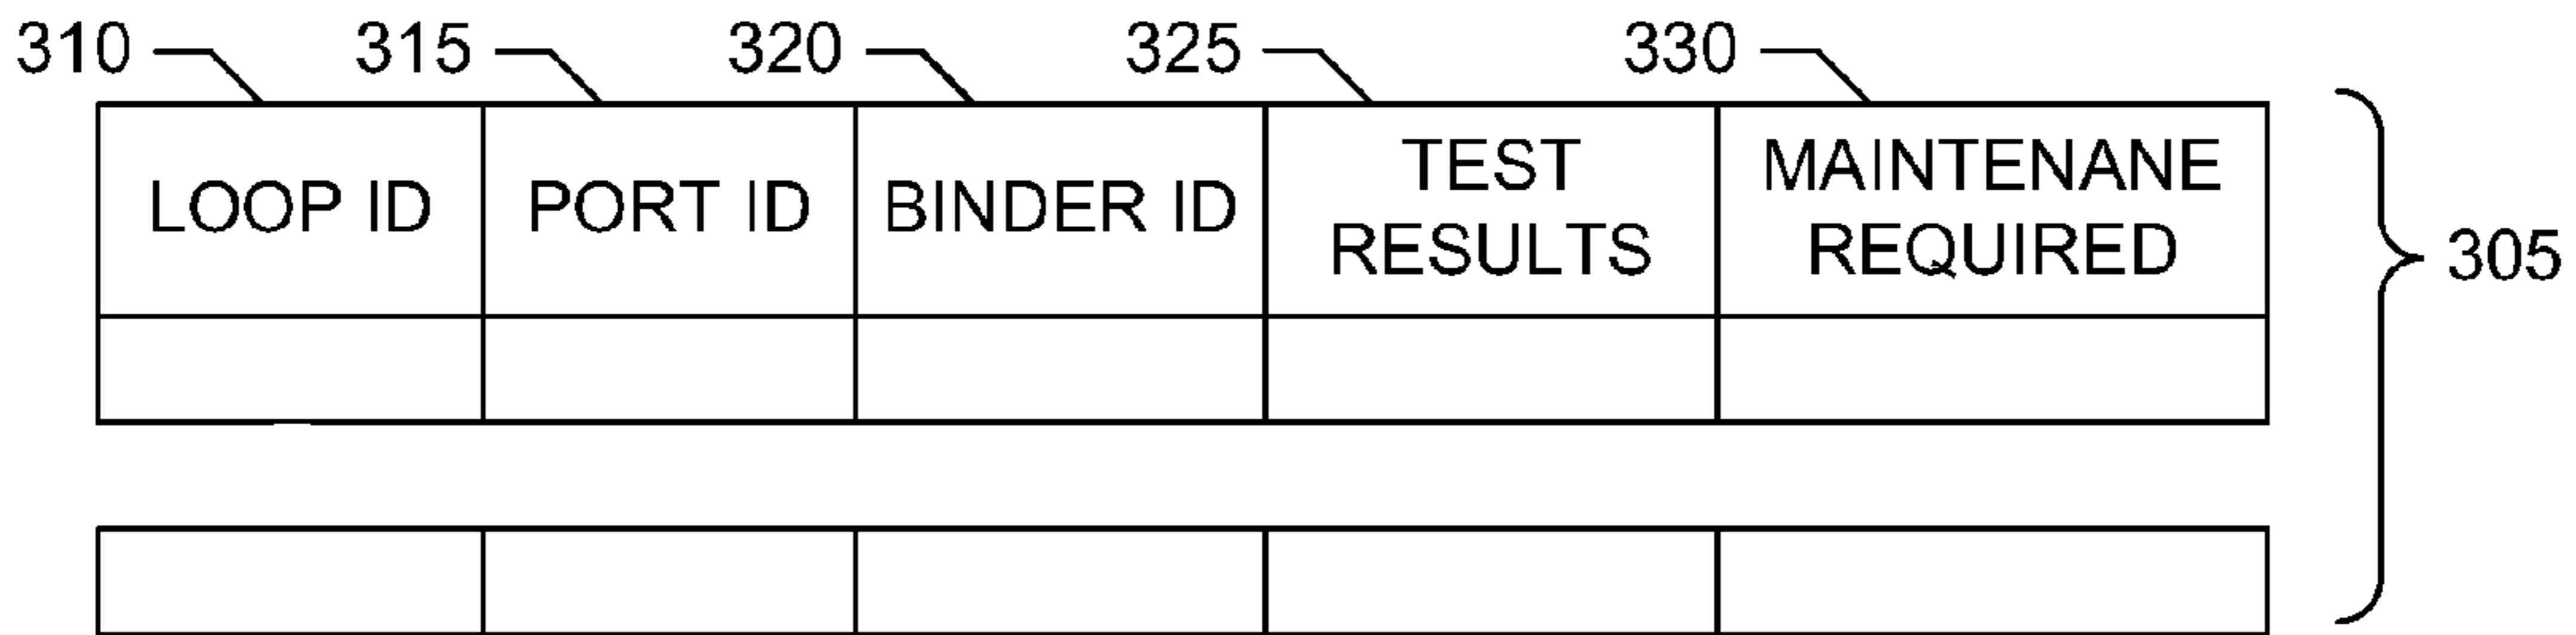 310 315 320 325 330
LOOP ID PORT ID BINDER ID TEST RESULTS MAINTENANE REQUIRED
305